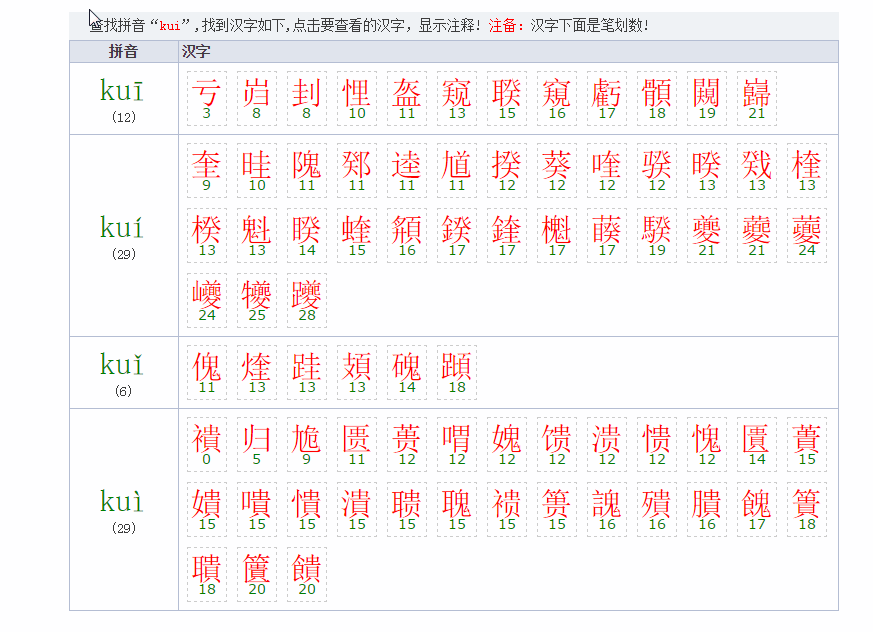 查找拼音“kui”,找到汉字如下,点击要查看的汉字，显示注释! 注备: 汉字下面是笔划数!
拼音 汉字
kuī
(12)
亏 岿 刲 悝 盔 窥 聧 窺 虧 顝 闚 巋
3 8 8 10 11 13 15 16 17 18 19 21
kuí
(29)
奎 晆 隗 郅 逵 馗 揆 葵 喹 骙 暌 戣 楏
9 10 11 11 11 11 12 12 12 12 13 13 13
楑 魁 睽 蝰 頯 鍨 鍷 櫆 藈 騤 夔 蘷 虁
13 13 14 15 16 17 17 17 17 19 21 21 24
巙 犪 躨
24 25 28
kuǐ
(6)
傀 煃 跬 頍 磈 蹞
11 13 13 13 14 18
kuì
(29)
归 尯 匮 蒉 喟 媿 馈 溃 愦 愧 匱 蕢
0 5 9 11 12 12 12 12 12 12 12 14 15
嬇 嘳 憒 潰 聩 聭 篑 謉 殨 膭 餽 簣
15 15 15 15 15 15 15 15 16 16 16 17 18
聵 籄 饋
18 20 20